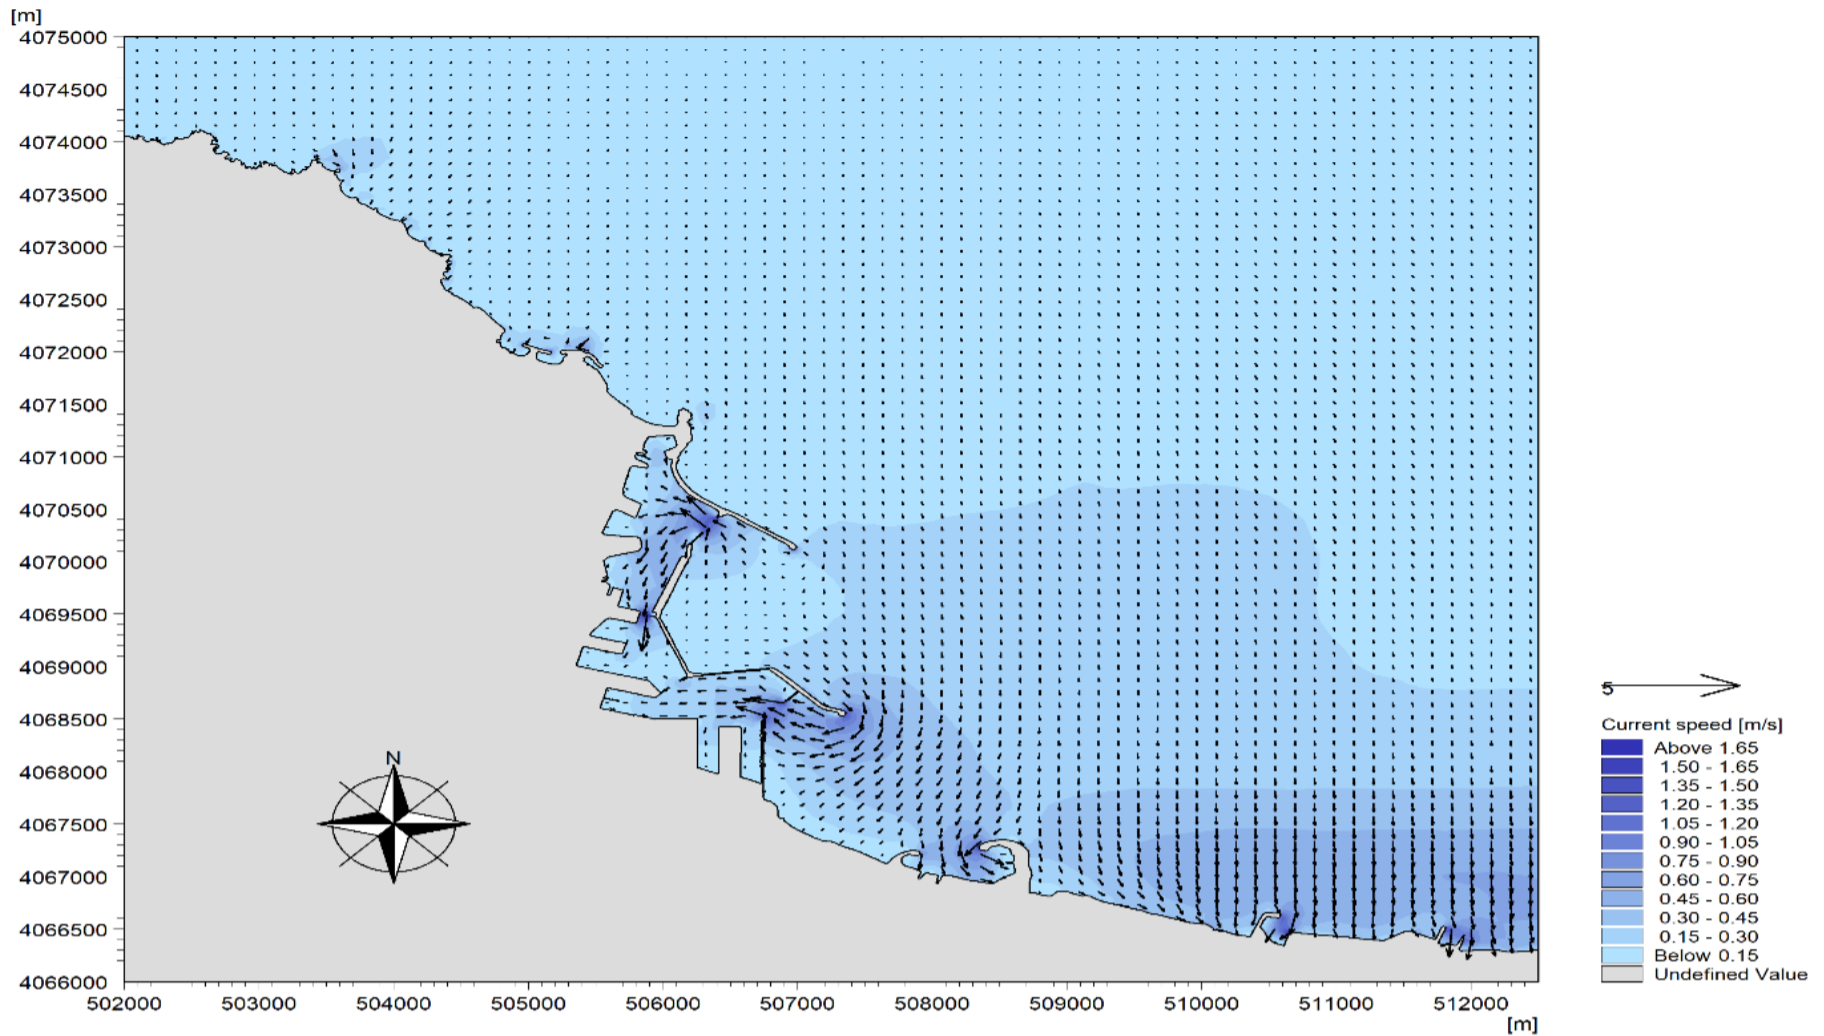 [m]
4075000
4074500
4074000
4073500
4073000
4072500
4072000
4071500
4071000
4070500
4070000
4069500
4069000
4068500
4068000
4067500
4067000
4066500
4066000
502000 503000 504000 505000 506000 507000 508000 509000 510000 511000 512000
[m]
N
5
Current speed [m/s]
Above 1.65
1.50 - 1.65
1.35 - 1.50
1.20 - 1.35
1.05 - 1.20
0.90 - 1.05
0.75 - 0.90
0.60 - 0.75
0.45 - 0.60
0.30 - 0.45
0.15 - 0.30
Below 0.15
Undefined Value